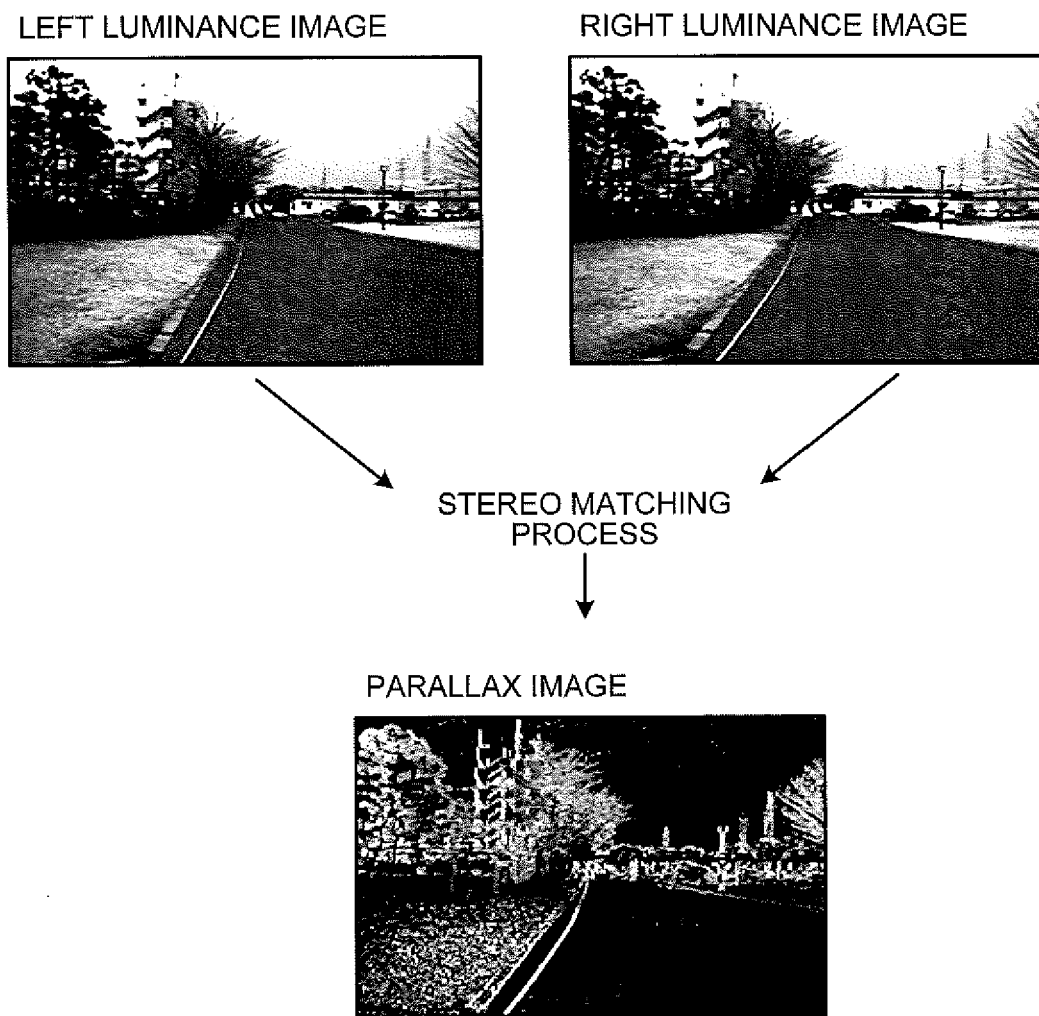 LEFT LUMINANCE IMAGE
RIGHT LUMINANCE IMAGE
STEREO MATCHING
PROCESS
PARALLAX IMAGE